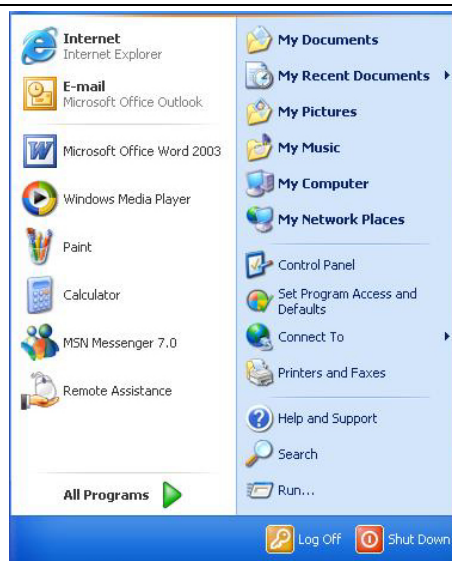 Internet
Internet Explorer
E-mail
Microsoft Office Outlook
Microsoft Office Word 2003
Windows Media Player
Paint
Calculator
MSN Messenger 7.0
Remote Assistance
All Programs
My Documents
My Recent Documents
My Pictures
My Music
My Computer
My Network Places
Control Panel
Set Program Access and
Defaults
Connect To
Printers and Faxes
Help and Support
Search
Run...
Log Off
Shut Down